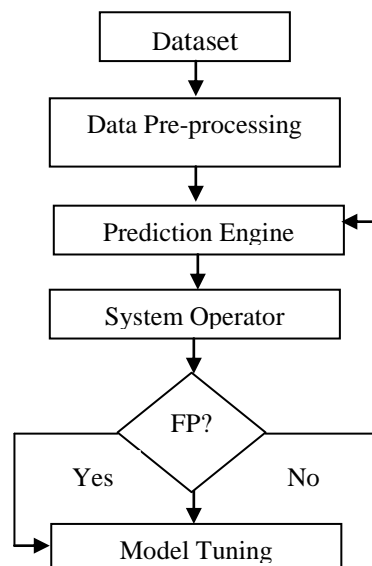 Dataset
Data Pre-processing
Prediction Engine
System Operator
FP?
Yes
No
Model Tuning